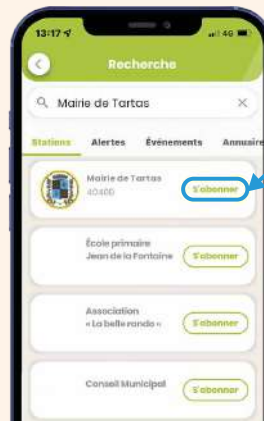 13:17
4G
Recherche
Mairie de Tartas
Stations Alertes Événements Annuaire
Mairie de Tartas
40400
S'abonner
École primaire
Jean de la Fontaine
S'abonner
Association
« La belle rando »
S'abonner
Conseil Municipal
S'abonner